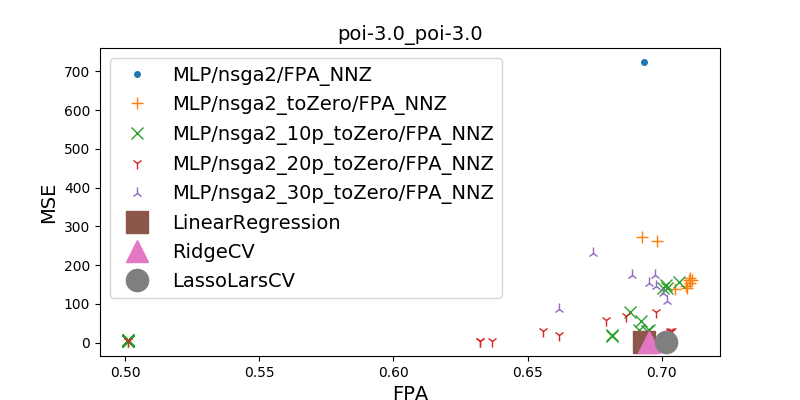 poi-3.0_poi-3.0
MSE
700
600
500
400
300
200
100
0
MLP/nsga2/FPA_NNZ
MLP/nsga2_toZero/FPA_NNZ
MLP/nsga2_10p_toZero/FPA_NNZ
MLP/nsga2_20p_toZero/FPA_NNZ
MLP/nsga2_30p_toZero/FPA_NNZ
LinearRegression
RidgeCV
LassoLarsCV
0.50 0.55 0.60 0.65 0.70
FPA